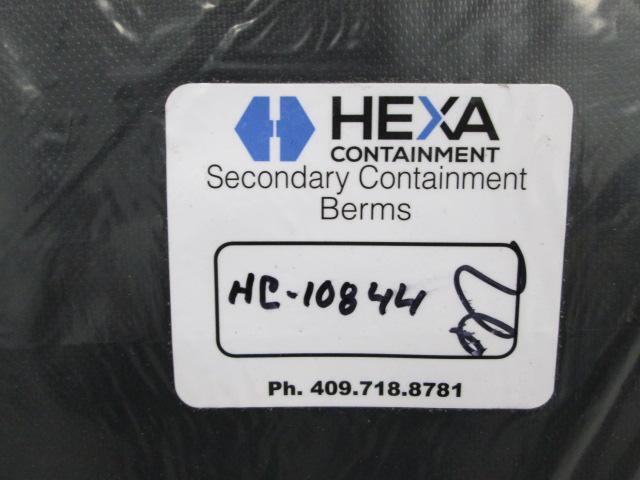 HEXA
CONTAINMENT
Secondary Containment
Berms
HC-10844
Ph. 409.718.8781